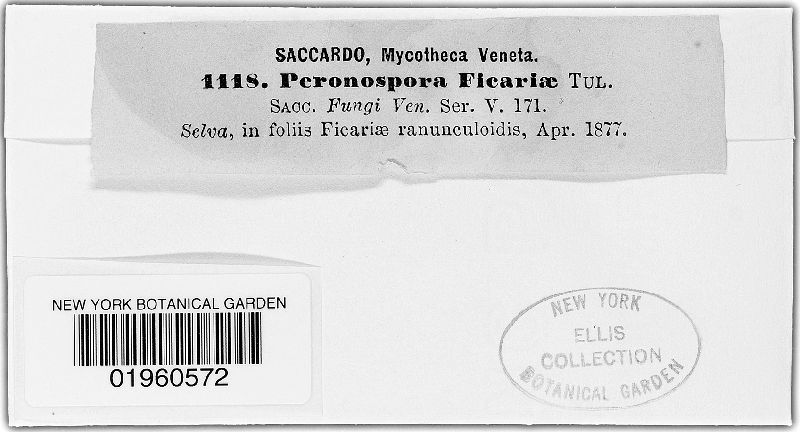 SACCARDO, Mycotheca Veneta.
1118. Peronospora Ficariæ TUL.
SACC. Fungi Ven. Ser. V. 171.
Selva, in foliis Ficariæ ranunculoidis, Apr. 1877.
NEW YORK BOTANICAL GARDEN
01960572
NEW YORK
ELLIS
COLLECTION
BOTANICAL GARDEN